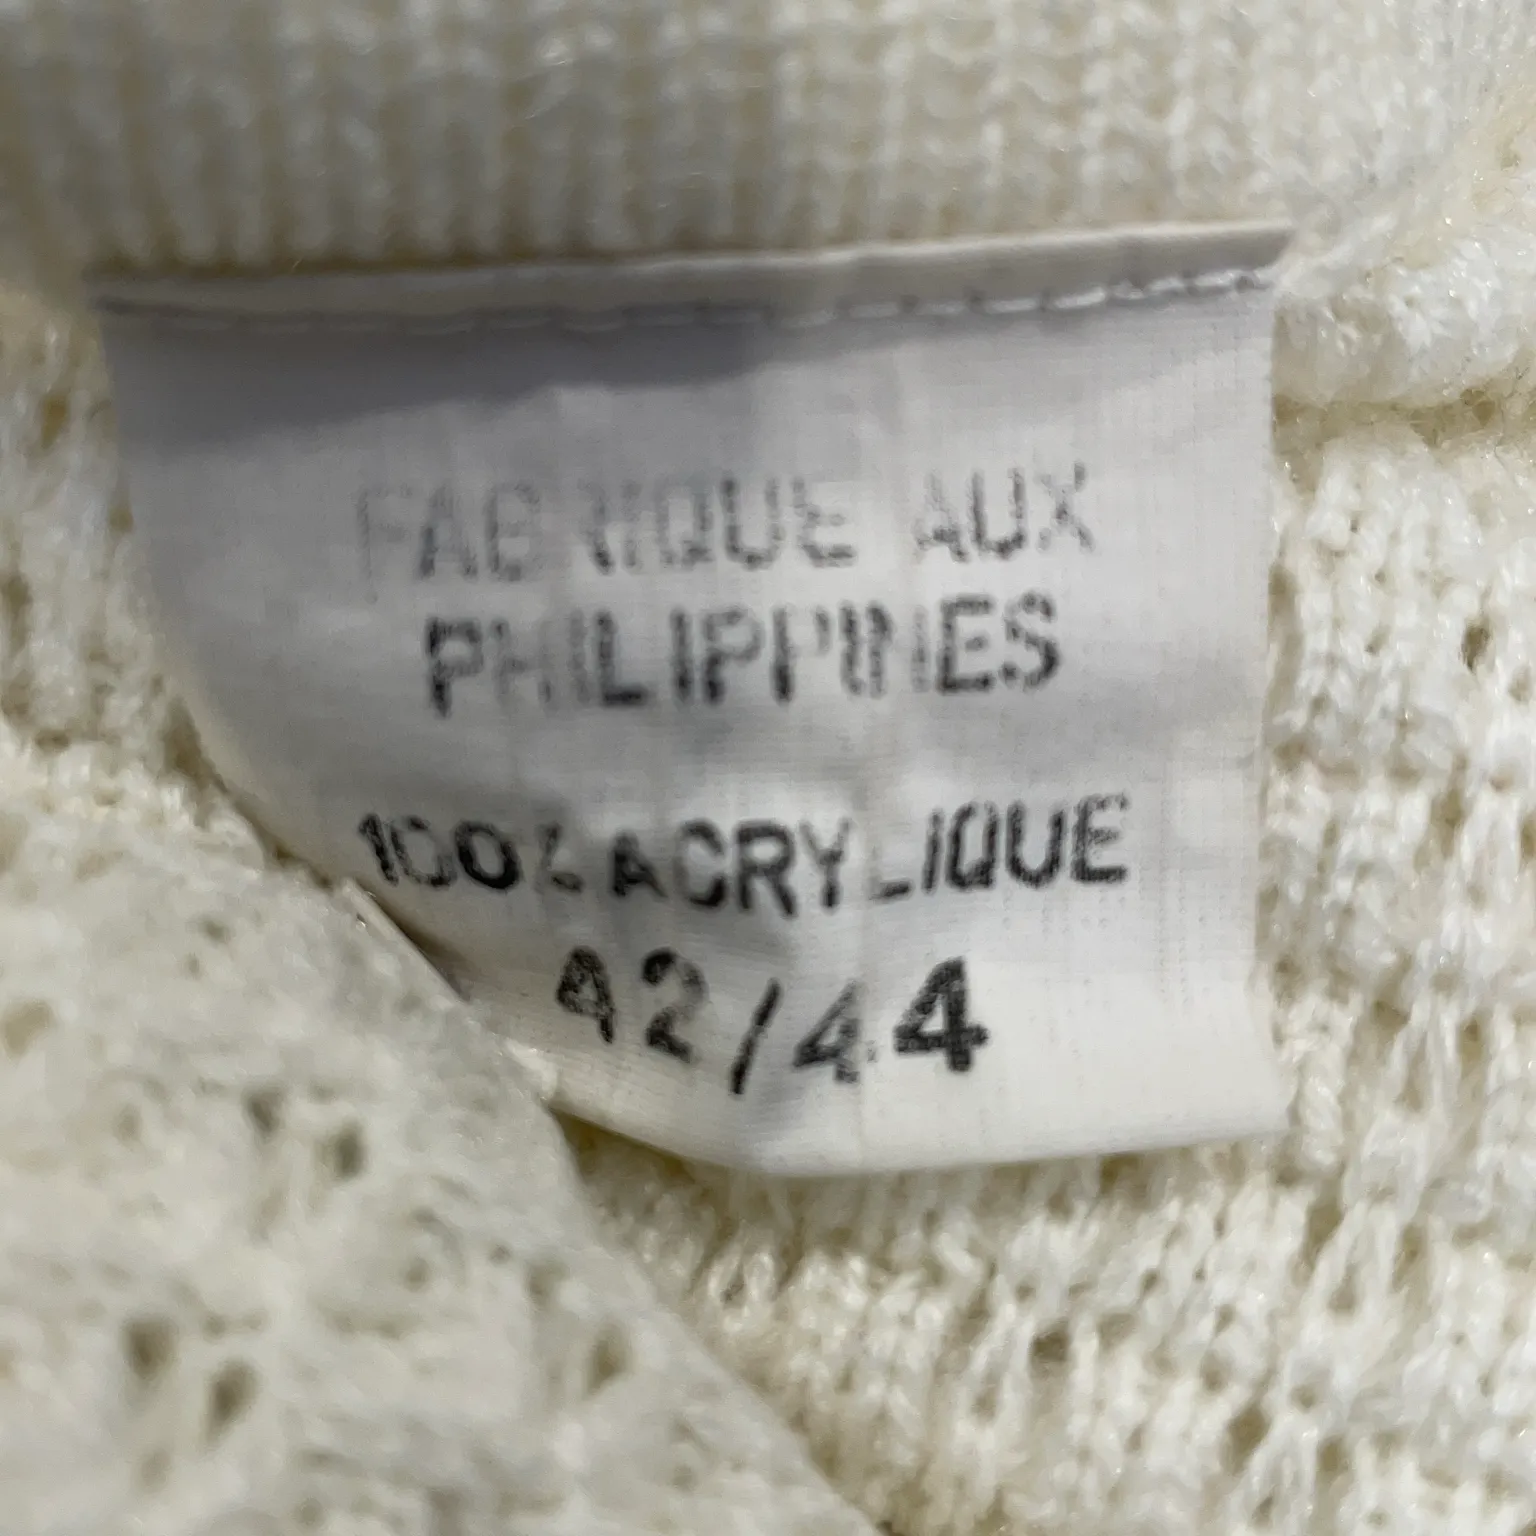 FABRIQUE AUX
PHILIPPINES
100% ACRYLIQUE
42/44